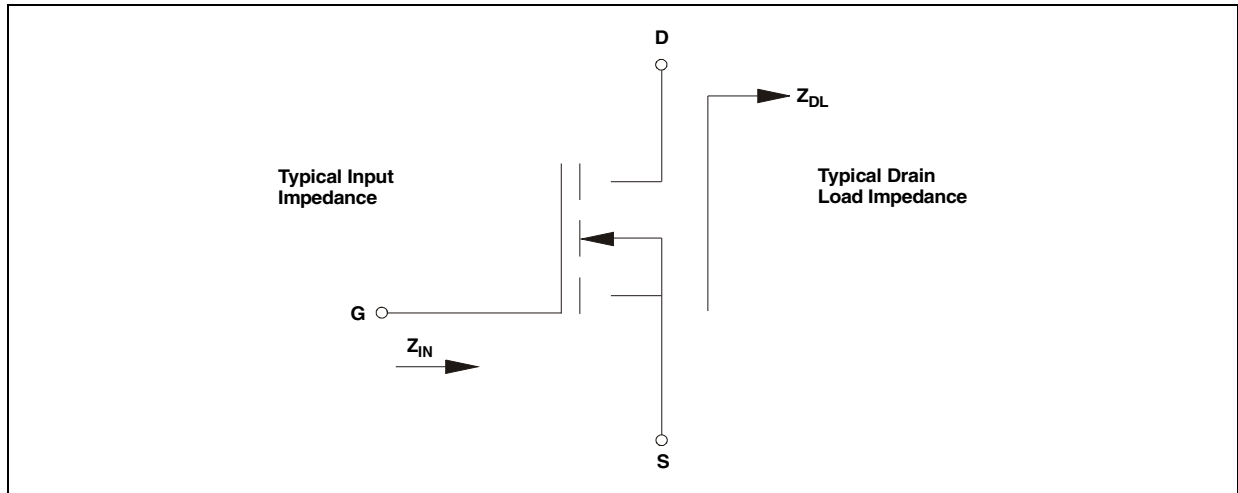 D
Z_DL
Typical Input
Impedance
Typical Drain
Load Impedance
G
Z_IN
S